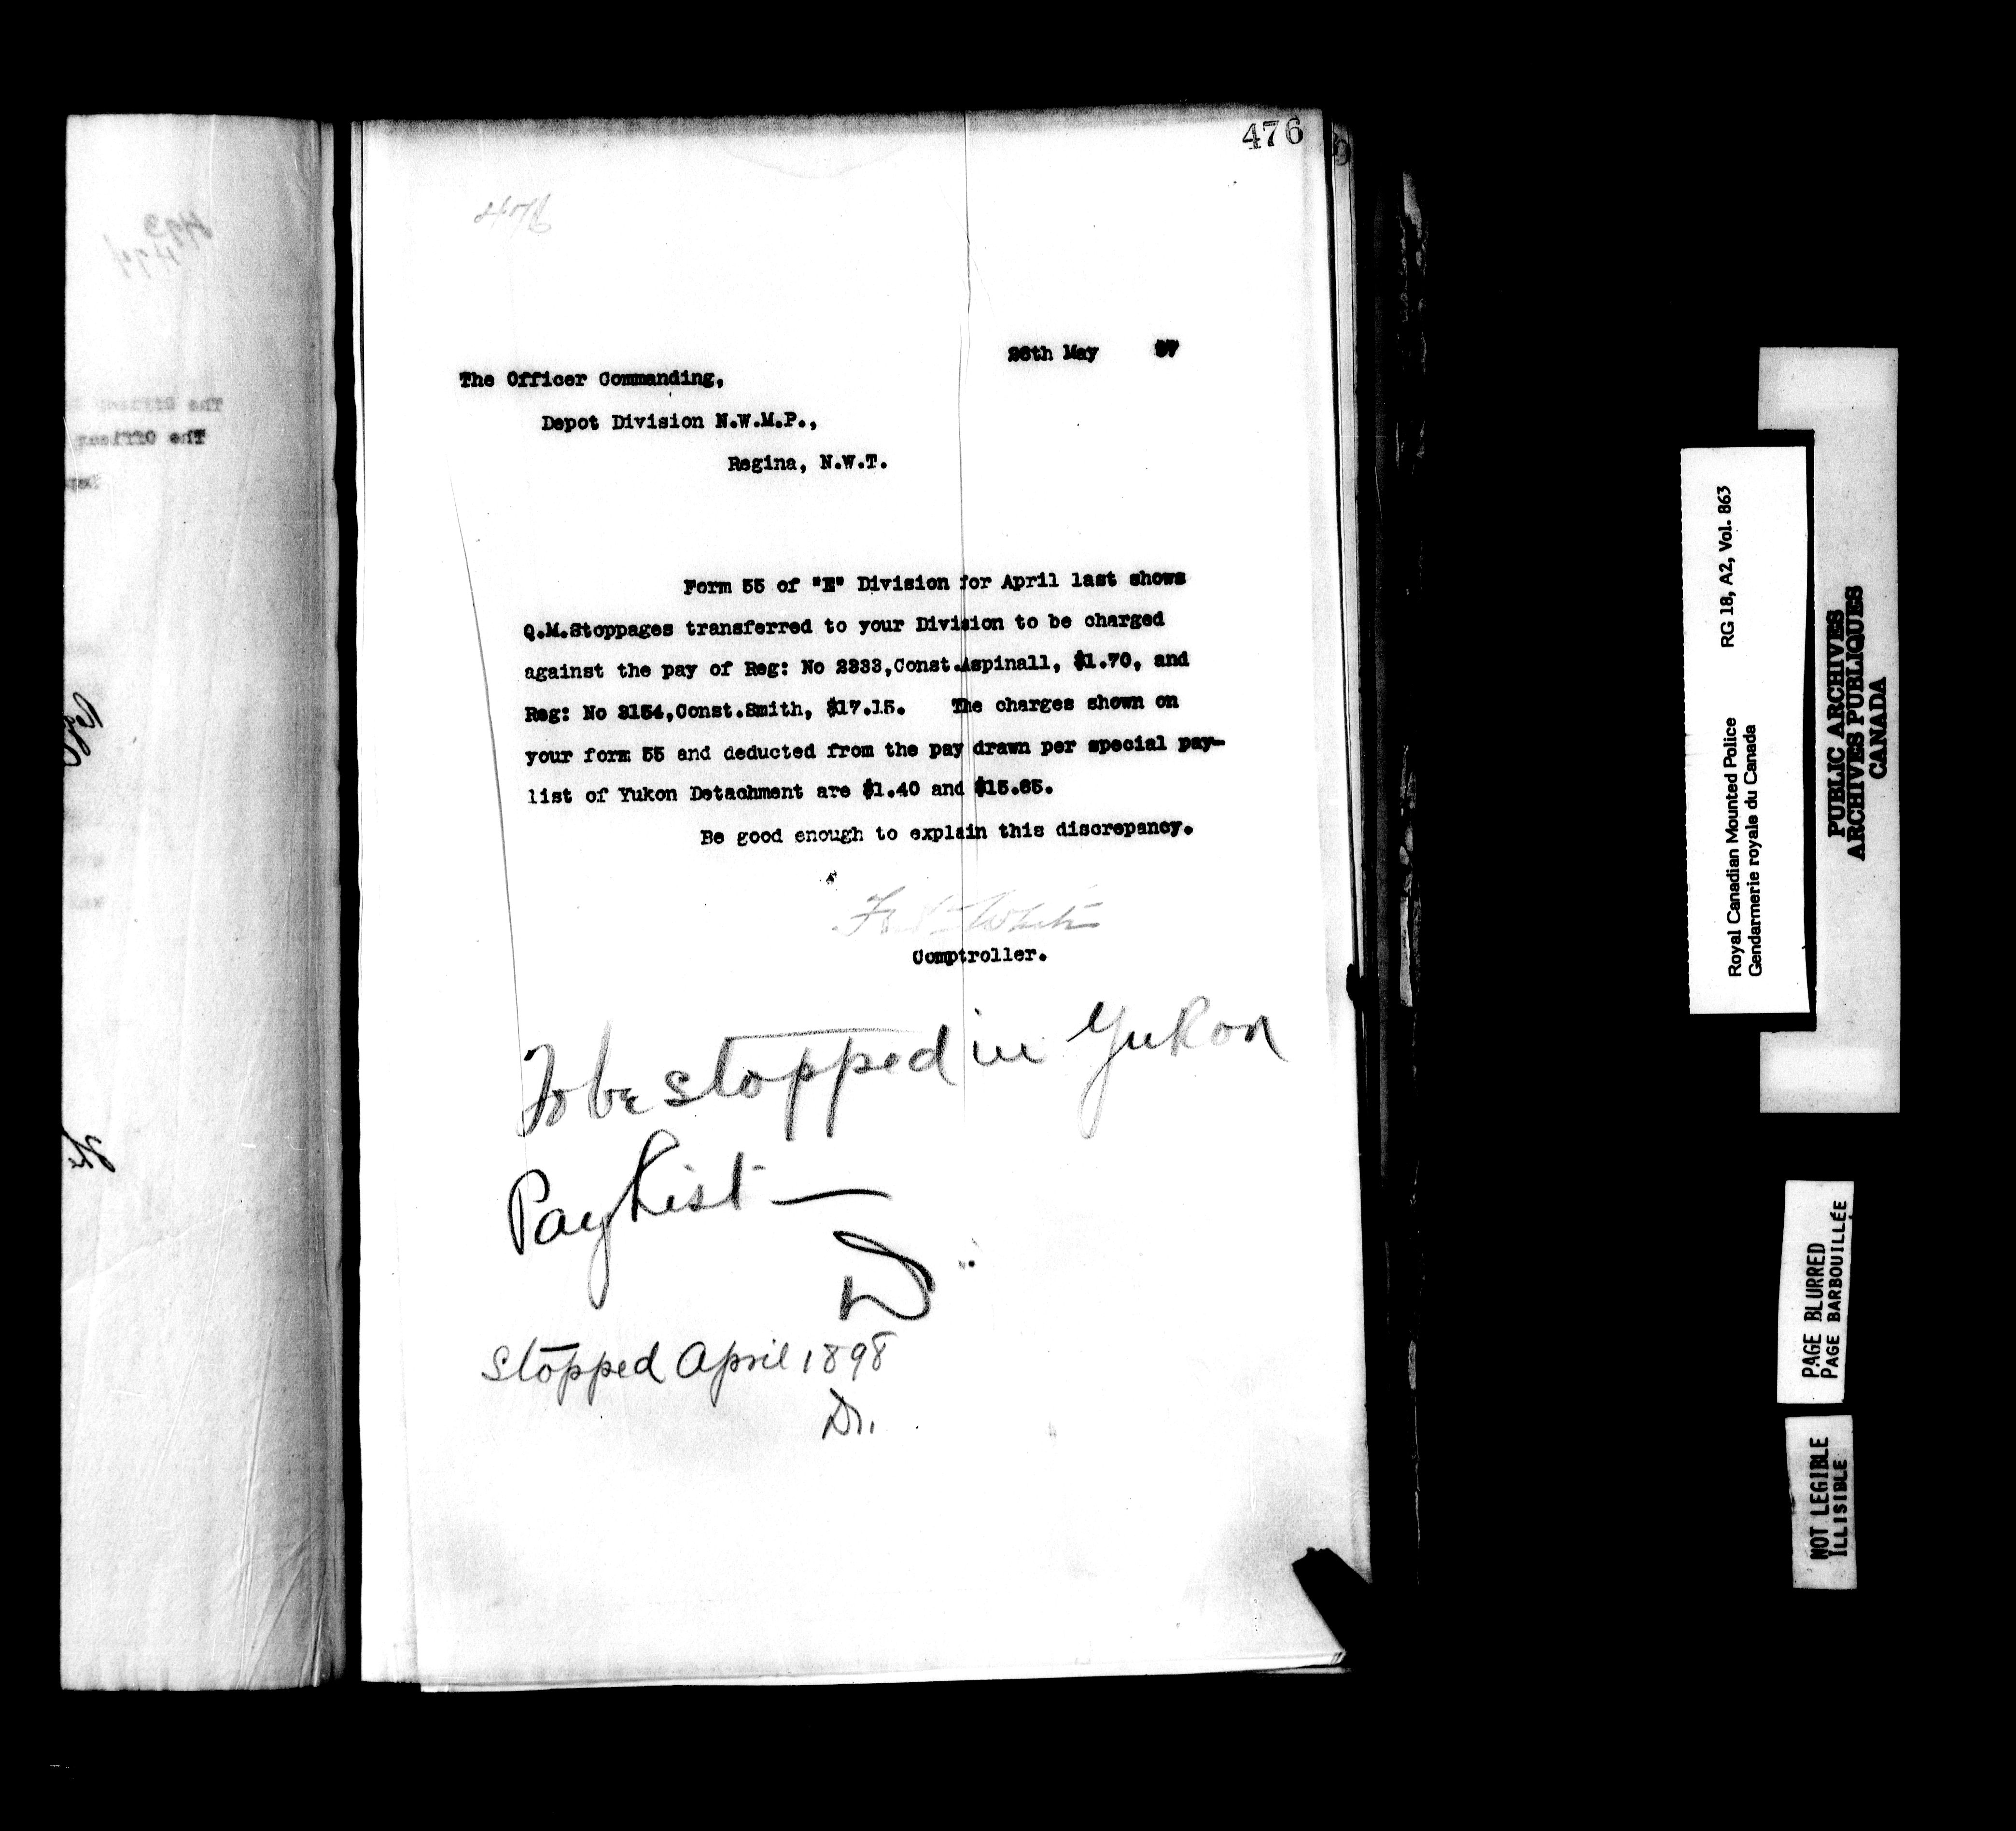 476
476
26th May 97
The Officer Commanding,
Depot Division N.W.M.P.,
Regina, N.W.T.
Form 55 of "E" Division for April last shows
Q.M.Stoppages transferred to your Division to be charged
against the pay of Reg: No 2333,Const.Aspinall, $1.70, and
Reg: No 3154,Const.Smith, $17.15. The charges shown on
your form 55 and deducted from the pay drawn per special pay-
list of Yukon Detachment are $1.40 and $15.65.
Be good enough to explain this discrepancy.
Fred White
Comptroller.
To be stopped in Yukon
Pay List —
stopped April 1898
Royal Canadian Mounted Police RG 18, A2, Vol. 863
Gendarmerie royale du Canada
PUBLIC ARCHIVES
ARCHIVES PUBLIQUES
CANADA
PAGE BLURRED
PAGE BARBOUILLÉE
NOT LEGIBLE
ILLISIBLE